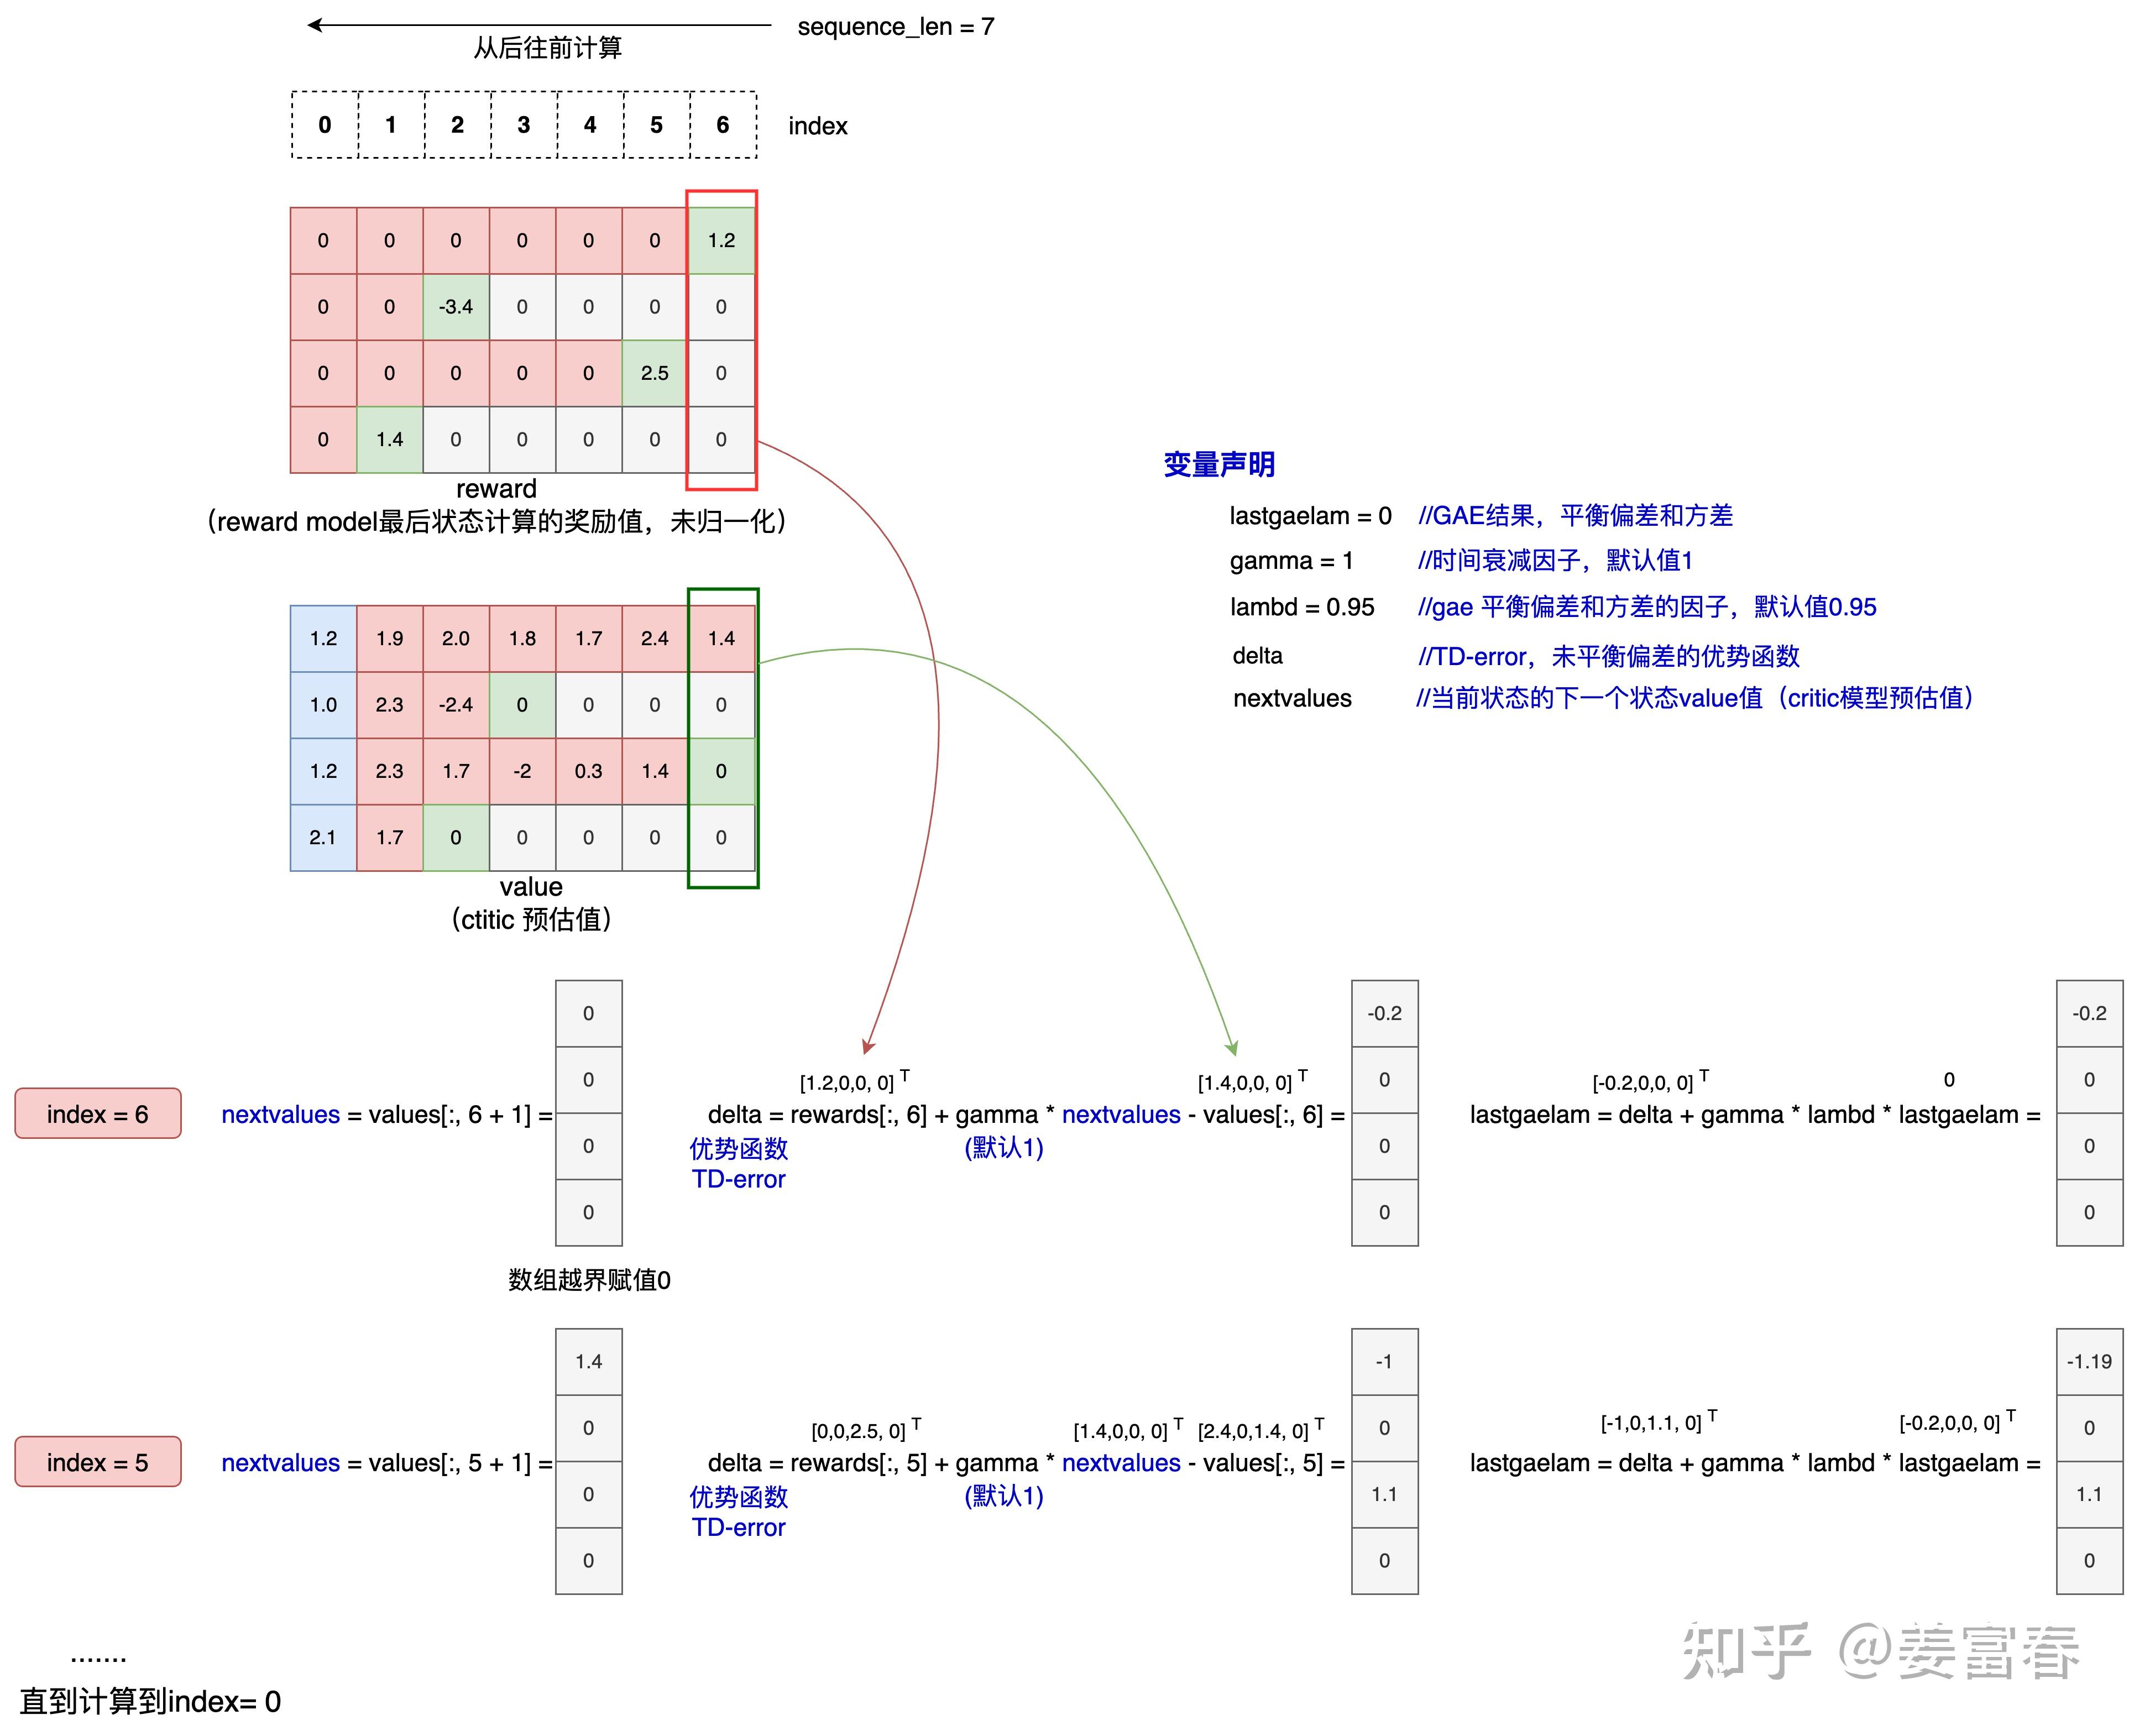 sequence_len = 7
从后往前计算
0 1 2 3 4 5 6 index
0 0 0 0 0 0 1.2
0 0 -3.4 0 0 0 0
0 0 0 0 0 2.5 0
0 1.4 0 0 0 0 0
reward
（reward model最后状态计算的奖励值，未归一化）
变量声明
lastgaelam = 0 //GAE结果，平衡偏差和方差
gamma = 1 //时间衰减因子，默认值1
lambd = 0.95 //gae 平衡偏差和方差的因子，默认值0.95
delta //TD-error，未平衡偏差的优势函数
nextvalues //当前状态的下一个状态value值（critic模型预估值）
1.2 1.9 2.0 1.8 1.7 2.4 1.4
1.0 2.3 -2.4 0 0 0 0
1.2 2.3 1.7 -2 0.3 1.4 0
2.1 1.7 0 0 0 0 0
value
（ctitic 预估值）
index = 6
nextvalues = values[:, 6 + 1] =
0
0
0
0
数组越界赋值0
[1.2,0,0, 0] T [1.4,0,0, 0] T
delta = rewards[:, 6] + gamma * nextvalues - values[:, 6] =
优势函数 (默认1)
TD-error
-0.2
0
0
0
[-0.2,0,0, 0] T 0
lastgaelam = delta + gamma * lambd * lastgaelam =
-0.2
0
0
0
index = 5
nextvalues = values[:, 5 + 1] =
1.4
0
0
0
[0,0,2.5, 0] T [1.4,0,0, 0] T [2.4,0,1.4, 0] T
delta = rewards[:, 5] + gamma * nextvalues - values[:, 5] =
优势函数 (默认1)
TD-error
-1
0
1.1
0
[-1,0,1.1, 0] T [-0.2,0,0, 0] T
lastgaelam = delta + gamma * lambd * lastgaelam =
-1.19
0
1.1
0
.......
直到计算到index= 0
知乎 @姜富春